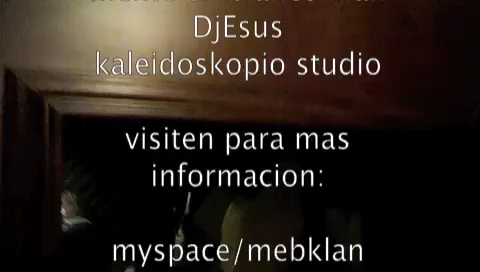 DjEsus
kaleidoskopio studio
visiten para mas
informacion:
myspace/mebklan